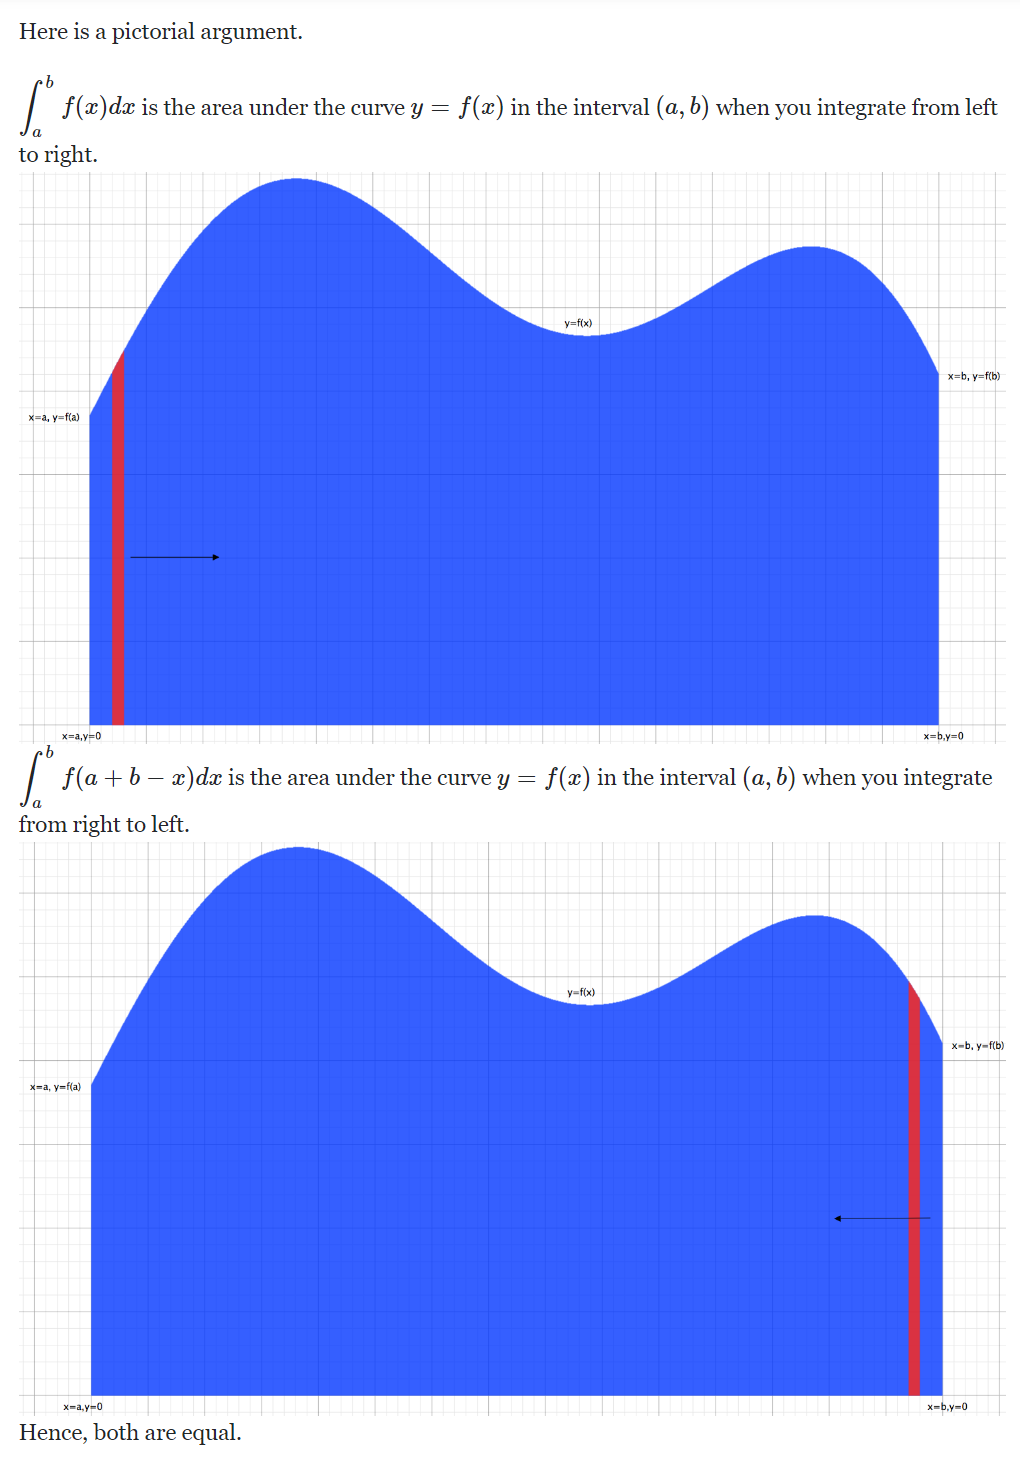 Here is a pictorial argument.
∫_a^b f(x)dx is the area under the curve y = f(x) in the interval (a, b) when you integrate from left
to right.
y=f(x)
x=b, y=f(b)
x=a, y=f(a)
x=a,y=0
x=b,y=0
∫_a^b f(a + b − x)dx is the area under the curve y = f(x) in the interval (a, b) when you integrate
from right to left.
y=f(x)
x=b, y=f(b)
x=a, y=f(a)
x=a,y=0
x=b,y=0
Hence, both are equal.